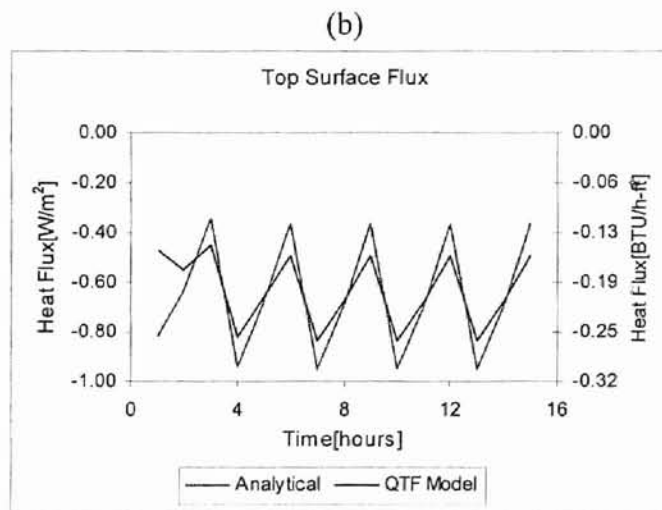 (b)
Top Surface Flux
0.00 0.00
-0.20 -0.06
-0.40 -0.13
-0.60 -0.19
-0.80 -0.25
-1.00 -0.32
Heat Flux[W/m²]
Heat Flux[BTU/h-ft²]
0 4 8 12 16
Time[hours]
Analytical QTF Model